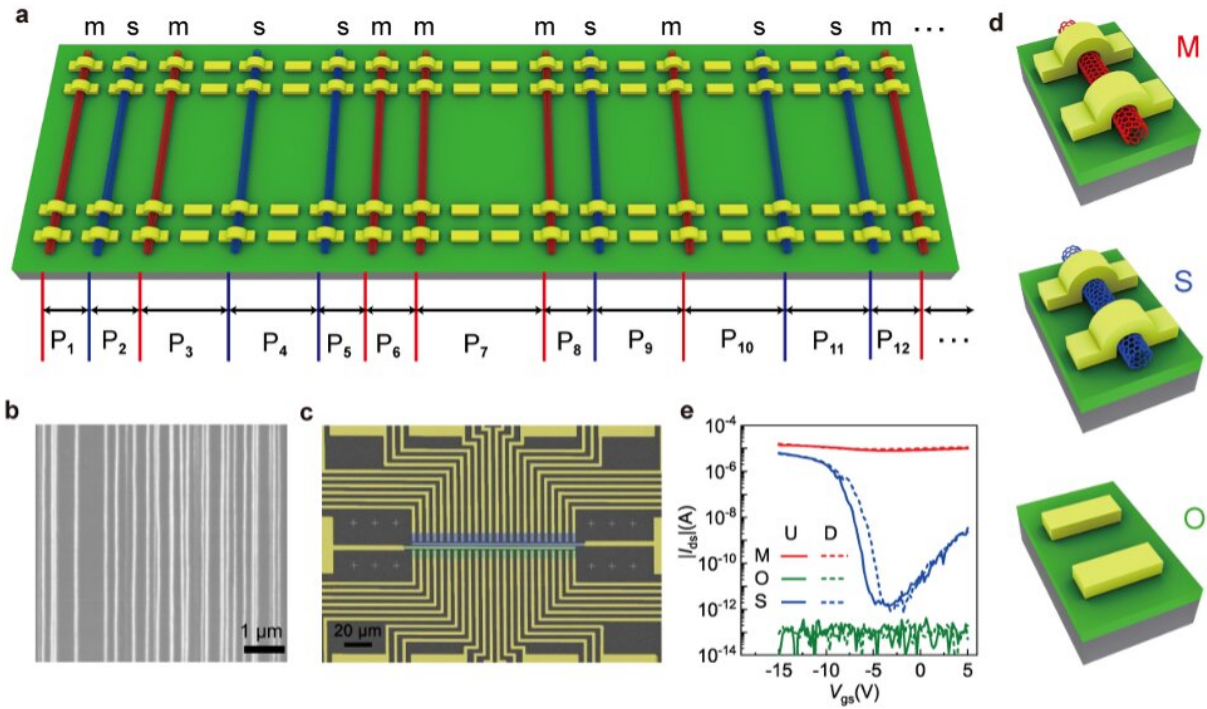 a
m s m s s m m m s m s s m ...
P1 P2 P3 P4 P5 P6 P7 P8 P9 P10 P11 P12 ...
b
1 μm
c
20 μm
d
M
S
O
e
10-4
10-6
10-8
10-10
10-12
10-14
|Ids|(A)
U D
M
O
S
-15 -10 -5 0 5
Vgs(V)